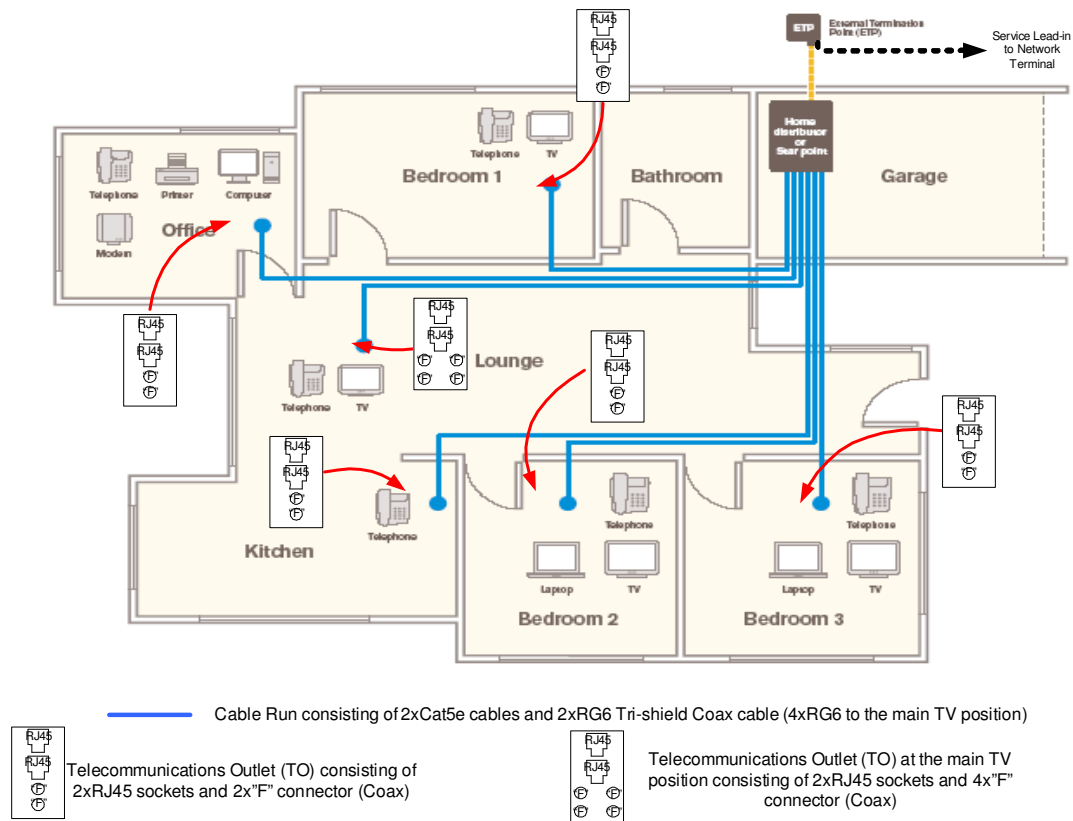 RJ45
RJ45
"F"
"F"
ETP
External Termination
Point (ETP)
Service Lead-in
to Network
Terminal
Home
distributor
or
Star point
Telephone
TV
Bedroom 1
Bathroom
Garage
Telephone
Printer
Computer
Office
Modem
RJ45
RJ45
"F"
"F"
RJ45
RJ45
"F" "F"
"F" "F"
Lounge
Telephone
TV
RJ45
RJ45
"F"
"F"
RJ45
RJ45
"F"
"F"
RJ45
RJ45
"F"
"F"
Telephone
Kitchen
Telephone
Laptop
TV
Bedroom 2
Telephone
Laptop
TV
Bedroom 3
Cable Run consisting of 2xCat5e cables and 2xRG6 Tri-shield Coax cable (4xRG6 to the main TV position)
RJ45
RJ45
"F"
"F"
Telecommunications Outlet (TO) consisting of
2xRJ45 sockets and 2x"F" connector (Coax)
RJ45
RJ45
"F" "F"
"F" "F"
Telecommunications Outlet (TO) at the main TV
position consisting of 2xRJ45 sockets and 4x"F"
connector (Coax)